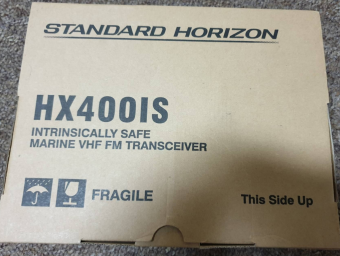 STANDARD HORIZON
HX400IS
INTRINSICALLY SAFE
MARINE VHF FM TRANSCEIVER
FRAGILE
This Side Up